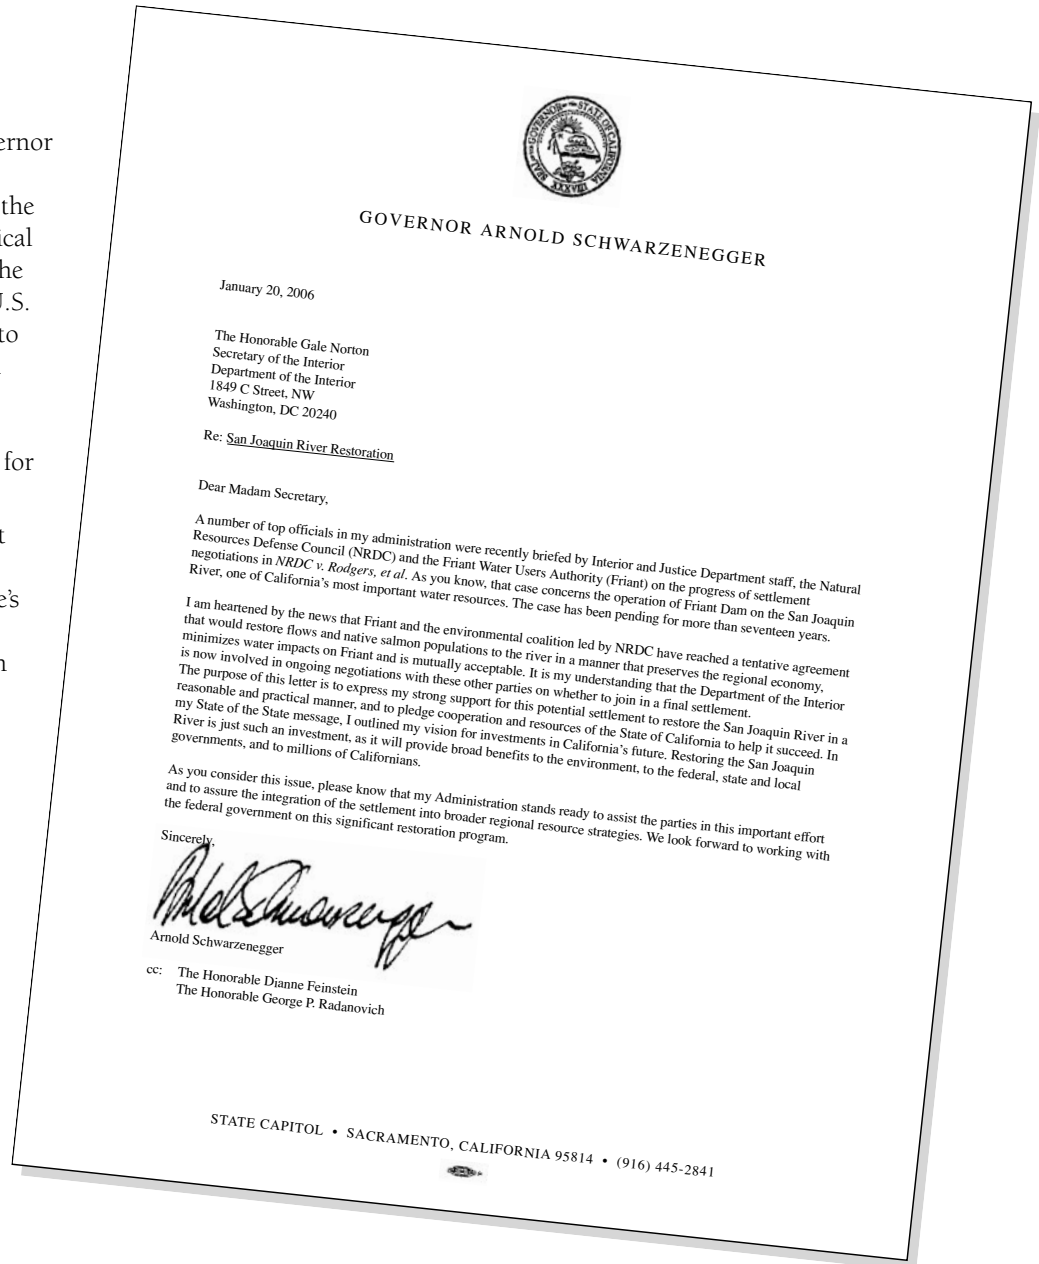 ernor
the
ical
he
U.S.
to
for
t
e's
n
SEAL OF THE GOVERNOR OF THE STATE OF CALIFORNIA XXXVIII
GOVERNOR ARNOLD SCHWARZENEGGER
January 20, 2006
The Honorable Gale Norton
Secretary of the Interior
Department of the Interior
1849 C Street, NW
Washington, DC 20240
Re: San Joaquin River Restoration
Dear Madam Secretary,
A number of top officials in my administration were recently briefed by Interior and Justice Department staff, the Natural
Resources Defense Council (NRDC) and the Friant Water Users Authority (Friant) on the progress of settlement
negotiations in NRDC v. Rodgers, et al. As you know, that case concerns the operation of Friant Dam on the San Joaquin
River, one of California's most important water resources. The case has been pending for more than seventeen years.
I am heartened by the news that Friant and the environmental coalition led by NRDC have reached a tentative agreement
that would restore flows and native salmon populations to the river in a manner that preserves the regional economy,
minimizes water impacts on Friant and is mutually acceptable. It is my understanding that the Department of the Interior
is now involved in ongoing negotiations with these other parties on whether to join in a final settlement.
The purpose of this letter is to express my strong support for this potential settlement to restore the San Joaquin River in a
reasonable and practical manner, and to pledge cooperation and resources of the State of California to help it succeed. In
my State of the State message, I outlined my vision for investments in California's future. Restoring the San Joaquin
River is just such an investment, as it will provide broad benefits to the environment, to the federal, state and local
governments, and to millions of Californians.
As you consider this issue, please know that my Administration stands ready to assist the parties in this important effort
and to assure the integration of the settlement into broader regional resource strategies. We look forward to working with
the federal government on this significant restoration program.
Sincerely,
Arnold Schwarzenegger
Arnold Schwarzenegger
cc: The Honorable Dianne Feinstein
The Honorable George P. Radanovich
STATE CAPITOL • SACRAMENTO, CALIFORNIA 95814 • (916) 445-2841